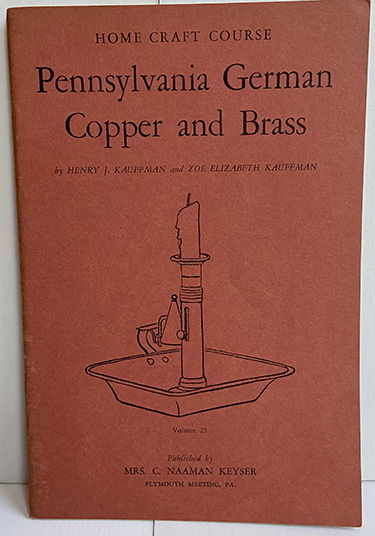 HOME CRAFT COURSE
Pennsylvania German
Copper and Brass
by HENRY J. KAUFFMAN and ZOE ELIZABETH KAUFFMAN
Volume 25
Published by
MRS. C. NAAMAN KEYSER
PLYMOUTH MEETING, PA.